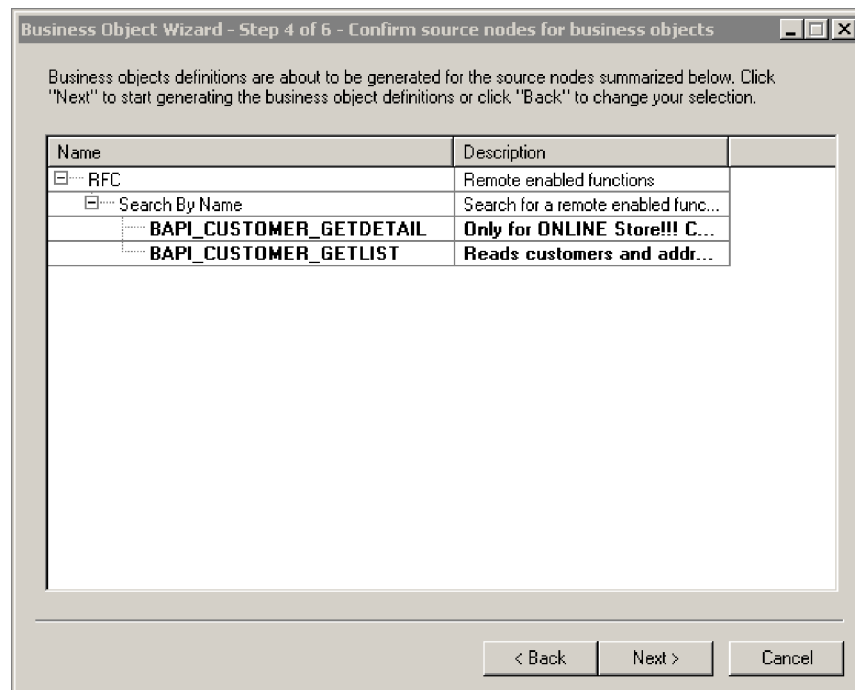 Business Object Wizard - Step 4 of 6 - Confirm source nodes for business objects
Business objects definitions are about to be generated for the source nodes summarized below. Click
"Next" to start generating the business object definitions or click "Back" to change your selection.
Name Description
RFC Remote enabled functions
Search By Name Search for a remote enabled func...
BAPI_CUSTOMER_GETDETAIL Only for ONLINE Store!!! C...
BAPI_CUSTOMER_GETLIST Reads customers and addr...
< Back Next > Cancel